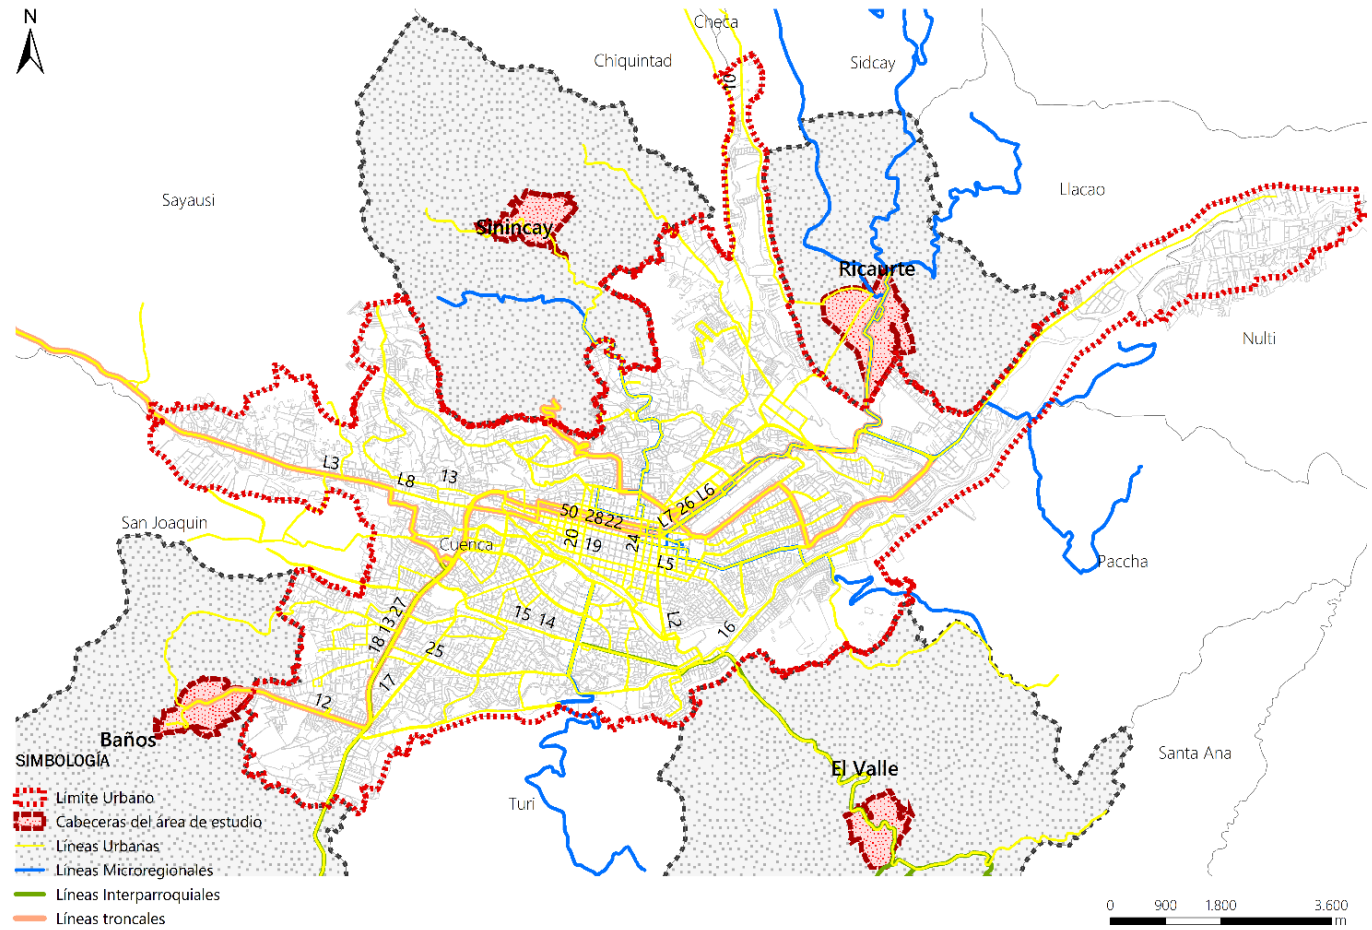 N
Checa
Chiquintad
Sidcay
10
Sayausi
Llacao
Sinincay
Ricaurte
Nulti
L3
L8
13
L7 26 L6
50 28 22
20
19
24
San Joaquin
Cuenca
L5
Paccha
18 13 27
15 14
L2
16
25
17
12
Baños
El Valle
Santa Ana
Turi
SIMBOLOGÍA
Límite Urbano
Cabeceras del área de estudio
Líneas Urbanas
Líneas Microregionales
Líneas Interparroquiales
Líneas troncales
0 900 1.800 3.600
m